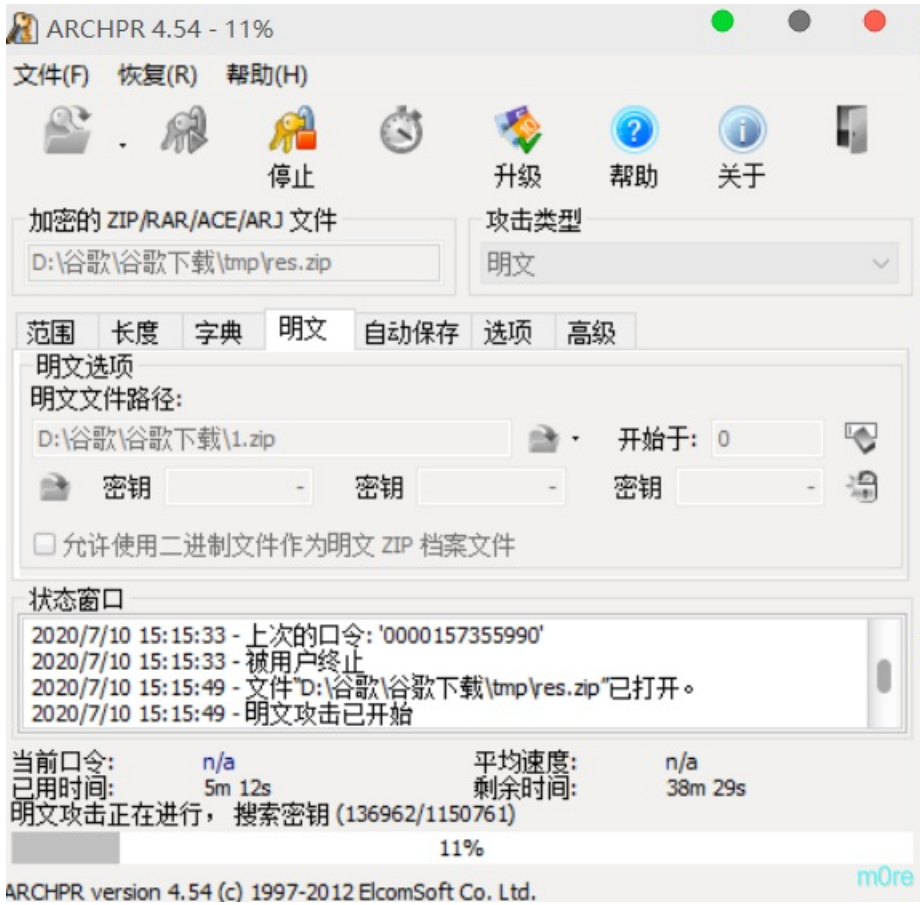 ARCHPR 4.54 - 11%
文件(F) 恢复(R) 帮助(H)
停止 升级 帮助 关于
加密的 ZIP/RAR/ACE/ARJ 文件 攻击类型
D:\谷歌\谷歌下载\tmp\res.zip 明文
范围 长度 字典 明文 自动保存 选项 高级
明文选项
明文文件路径:
D:\谷歌\谷歌下载\1.zip 开始于: 0
密钥 - 密钥 - 密钥 -
允许使用二进制文件作为明文 ZIP 档案文件
状态窗口
2020/7/10 15:15:33 - 上次的口令: '0000157355990'
2020/7/10 15:15:33 - 被用户终止
2020/7/10 15:15:49 - 文件"D:\谷歌\谷歌下载\tmp\res.zip"已打开。
2020/7/10 15:15:49 - 明文攻击已开始
当前口令: n/a 平均速度: n/a
已用时间: 5m 12s 剩余时间: 38m 29s
明文攻击正在进行，搜索密钥 (136962/1150761)
11%
m0re
ARCHPR version 4.54 (c) 1997-2012 ElcomSoft Co. Ltd.